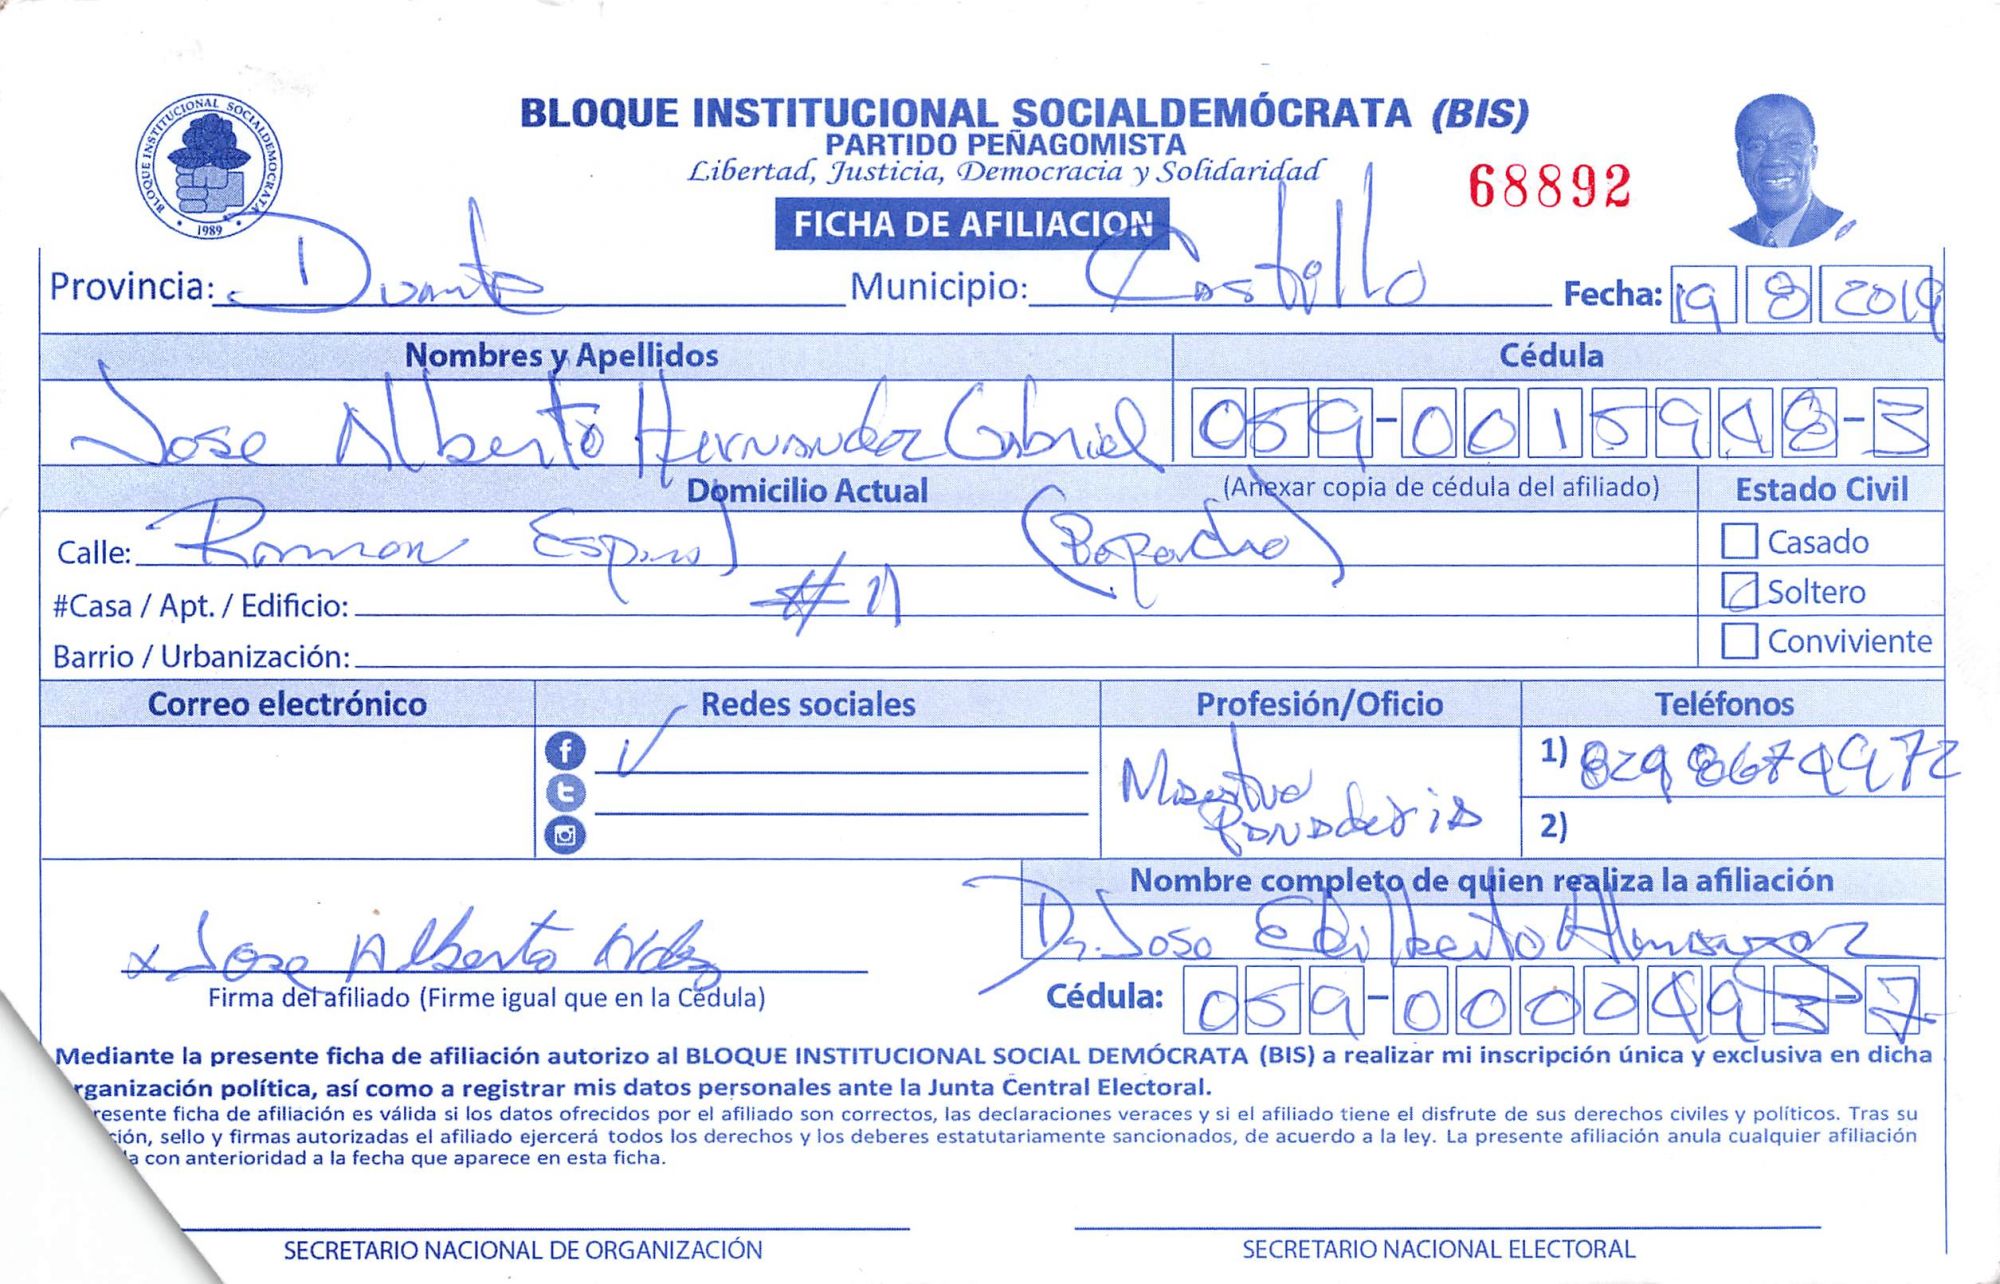 BLOQUE INSTITUCIONAL SOCIALDEMOCRATA
1989
BLOQUE INSTITUCIONAL SOCIALDEMÓCRATA (BIS)
PARTIDO PEÑAGOMISTA
Libertad, Justicia, Democracia y Solidaridad
68892
FICHA DE AFILIACION
Provincia: Duarte Municipio: Castillo Fecha: 19 8 2019
Nombres y Apellidos Cédula
Jose Alberto Hernandez Gabriel 059-0015948-3
Domicilio Actual (Anexar copia de cédula del afiliado) Estado Civil
Calle: Ramon Espinal Casado
#Casa / Apt. / Edificio: # 11 Soltero
Barrio / Urbanización: Conviviente
Correo electrónico Redes sociales Profesión/Oficio Teléfonos
Maestro 1) 829 8674972
Panaderia 2)
Nombre completo de quien realiza la afiliación
x Jose Alberto Hdez Dr. Jose Edilberto Almanzar
Firma del afiliado (Firme igual que en la Cédula) Cédula: 059-0000493-7
Mediante la presente ficha de afiliación autorizo al BLOQUE INSTITUCIONAL SOCIAL DEMÓCRATA (BIS) a realizar mi inscripción única y exclusiva en dicha
rganización política, así como a registrar mis datos personales ante la Junta Central Electoral.
resente ficha de afiliación es válida si los datos ofrecidos por el afiliado son correctos, las declaraciones veraces y si el afiliado tiene el disfrute de sus derechos civiles y políticos. Tras su
ción, sello y firmas autorizadas el afiliado ejercerá todos los derechos y los deberes estatutariamente sancionados, de acuerdo a la ley. La presente afiliación anula cualquier afiliación
a con anterioridad a la fecha que aparece en esta ficha.
SECRETARIO NACIONAL DE ORGANIZACIÓN SECRETARIO NACIONAL ELECTORAL